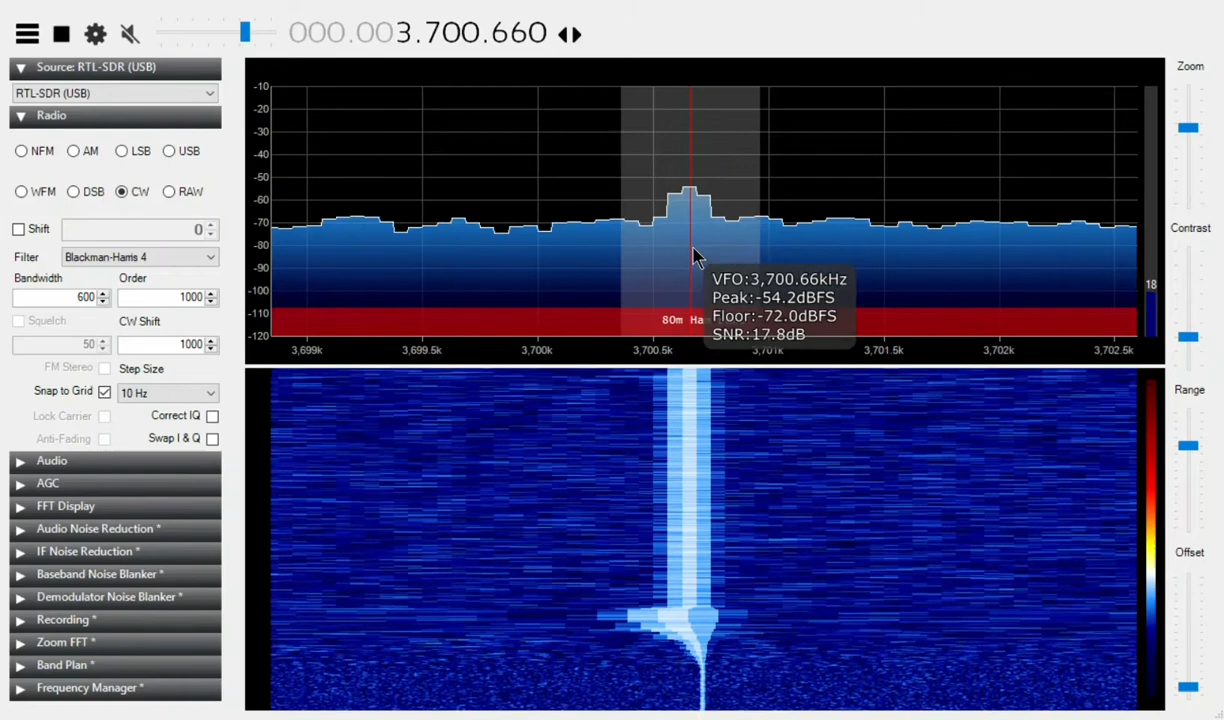 000.003.700.660
Source: RTL-SDR (USB)
RTL-SDR (USB)
Radio
NFM AM LSB USB
WFM DSB CW RAW
Shift 0
Filter Blackman-Harris 4
Bandwidth Order
600 1000
Squelch CW Shift
50 1000
FM Stereo Step Size
Snap to Grid 10 Hz
Lock Carrier Correct IQ
Anti-Fading Swap I & Q
Audio
AGC
FFT Display
Audio Noise Reduction *
IF Noise Reduction *
Baseband Noise Blanker *
Demodulator Noise Blanker *
Recording *
Zoom FFT *
Band Plan *
Frequency Manager *
-10
-20
-30
-40
-50
-60
-70
-80
-90
-100
-110
-120
VFO:3,700.66kHz
Peak:-54.2dBFS
Floor:-72.0dBFS
SNR:17.8dB
80m Ha
18
3,699k 3,699.5k 3,700k 3,700.5k 3,701k 3,701.5k 3,702k 3,702.5k
Zoom
Contrast
Range
Offset